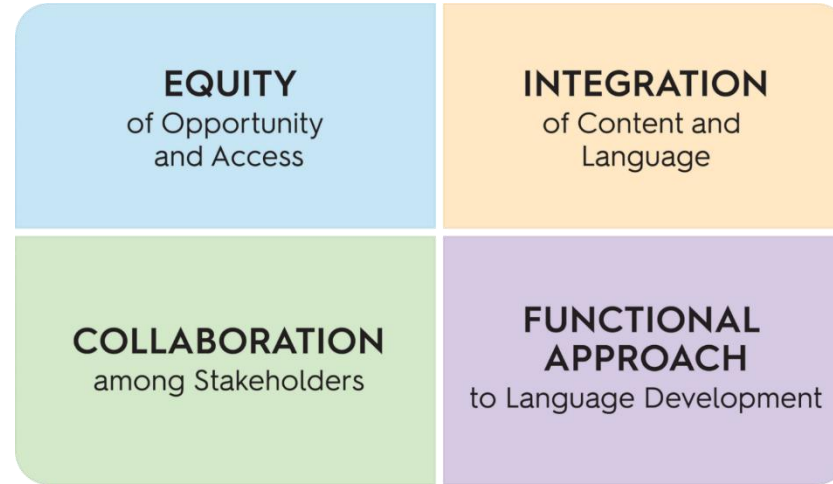 EQUITY
of Opportunity
and Access
INTEGRATION
of Content and
Language
COLLABORATION
among Stakeholders
FUNCTIONAL
APPROACH
to Language Development